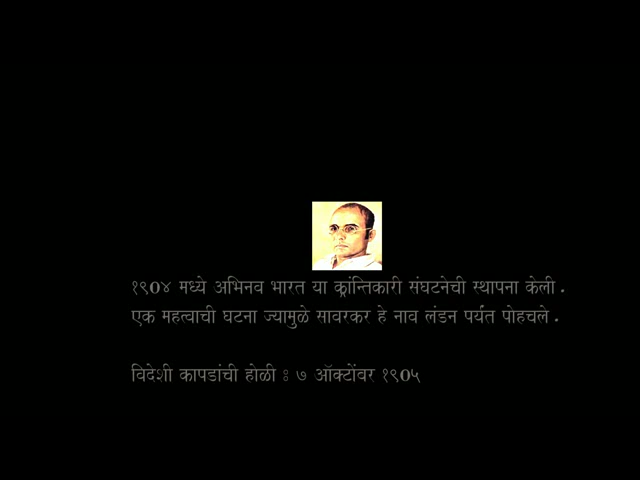 १९०४ मध्ये अभिनव भारत या क्रांन्तिकारी संघटनेची स्थापना केली .
एक महत्वाची घटना ज्यामुळे सावरकर हे नाव लंडन पर्यंत पोहचले .
विदेशी कापडांची होळी : ७ ऑक्टोंबर १९०५